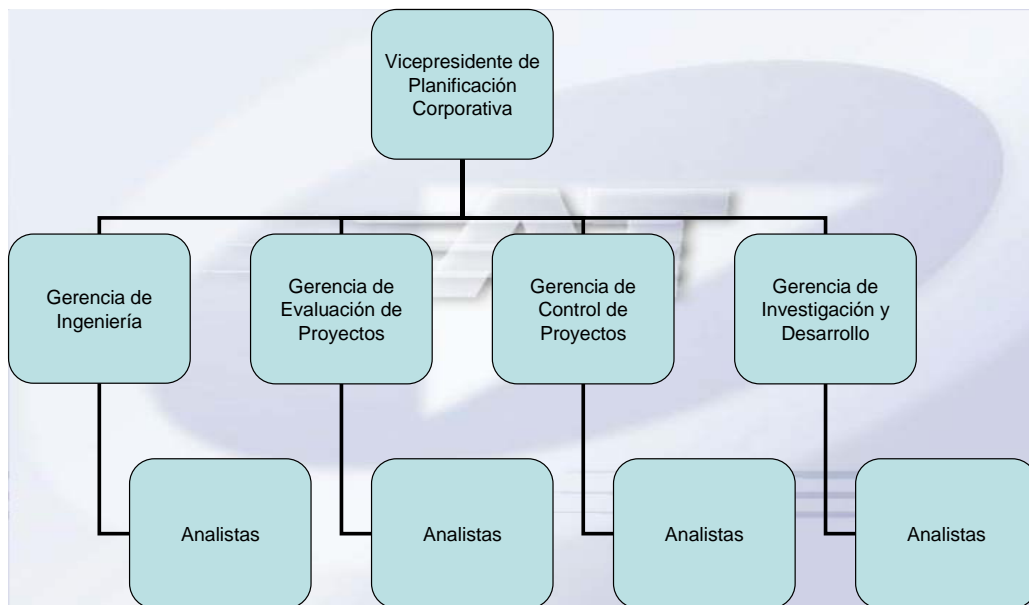 Vicepresidente de
Planificación
Corporativa
Gerencia de
Ingeniería
Gerencia de
Evaluación de
Proyectos
Gerencia de
Control de
Proyectos
Gerencia de
Investigación y
Desarrollo
Analistas
Analistas
Analistas
Analistas